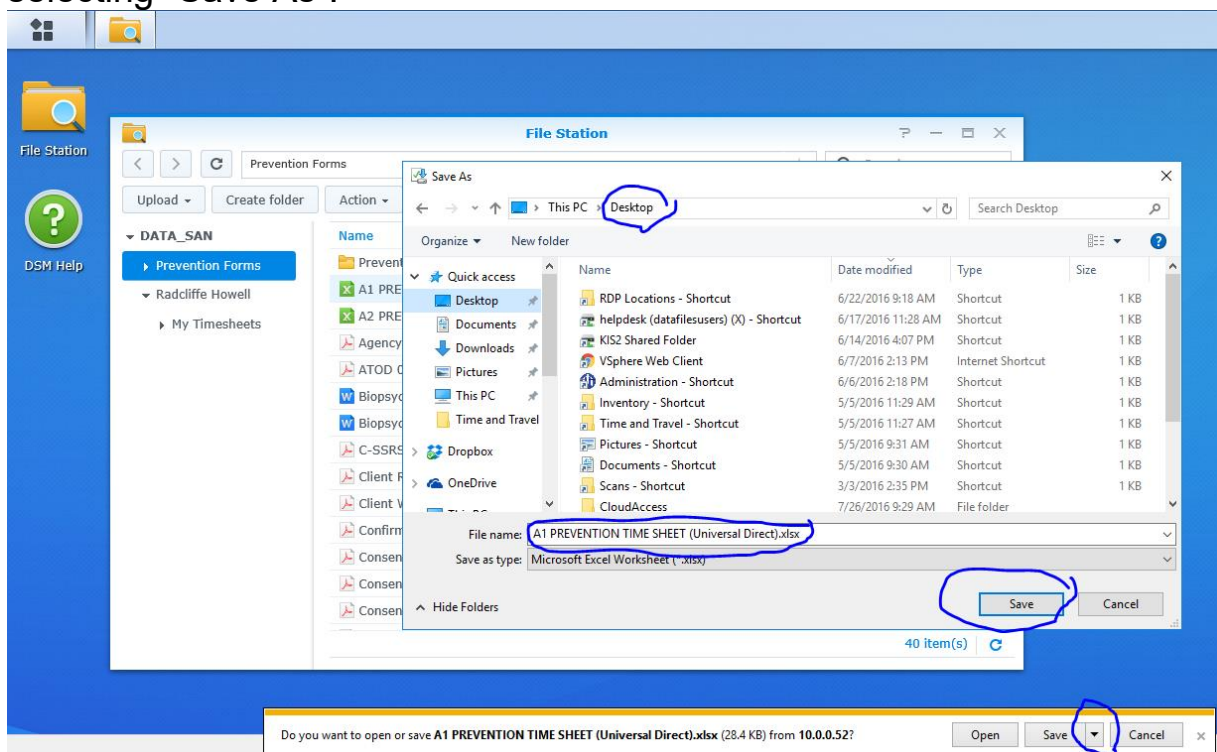 selecting "Save As".
File Station
File Station
DSM Help
Prevention Forms
Upload
Create folder
Action
DATA_SAN
Prevention Forms
Radcliffe Howell
My Timesheets
Name
Prevent
A1 PRE
A2 PRE
Agency
ATOD
Biopsyc
Biopsyc
C-SSRS
Client
Client
Confirm
Consen
Consen
Consen
40 item(s)
Save As
This PC > Desktop
Search Desktop
Organize
New folder
Quick access
Desktop
Documents
Downloads
Pictures
This PC
Time and Travel
Dropbox
OneDrive
Name Date modified Type Size
RDP Locations - Shortcut 6/22/2016 9:18 AM Shortcut 1 KB
helpdesk (datafilesusers) (X) - Shortcut 6/17/2016 11:28 AM Shortcut 1 KB
KIS2 Shared Folder 6/14/2016 4:07 PM Shortcut 1 KB
VSphere Web Client 6/7/2016 2:13 PM Internet Shortcut 1 KB
Administration - Shortcut 6/6/2016 2:18 PM Shortcut 1 KB
Inventory - Shortcut 5/5/2016 11:29 AM Shortcut 1 KB
Time and Travel - Shortcut 5/5/2016 11:27 AM Shortcut 1 KB
Pictures - Shortcut 5/5/2016 9:31 AM Shortcut 1 KB
Documents - Shortcut 5/5/2016 9:30 AM Shortcut 1 KB
Scans - Shortcut 3/3/2016 2:35 PM Shortcut 1 KB
CloudAccess 7/26/2016 9:29 AM File folder
File name: A1 PREVENTION TIME SHEET (Universal Direct).xlsx
Save as type: Microsoft Excel Worksheet (*.xlsx)
Hide Folders
Save
Cancel
Do you want to open or save A1 PREVENTION TIME SHEET (Universal Direct).xlsx (28.4 KB) from 10.0.0.52?
Open
Save
Cancel